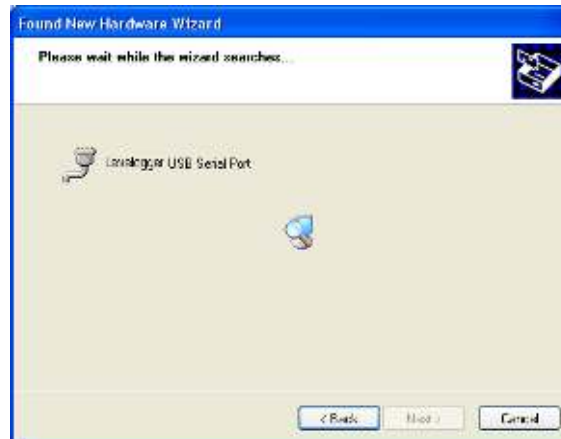 Found New Hardware Wizard
Please wait while the wizard searches...
Levelogger USB Serial Port
< Back
Next >
Cancel